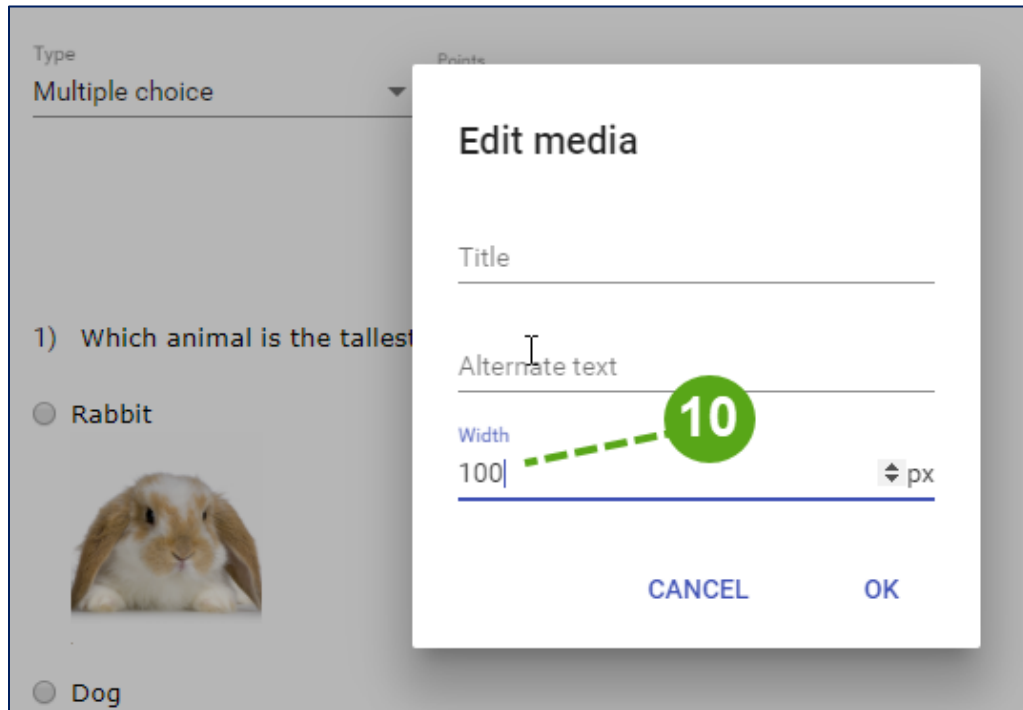 Type
Multiple choice
Points
Edit media
Title
Alternate text
Width
100
px
10
CANCEL
OK
1) Which animal is the tallest
Rabbit
Dog